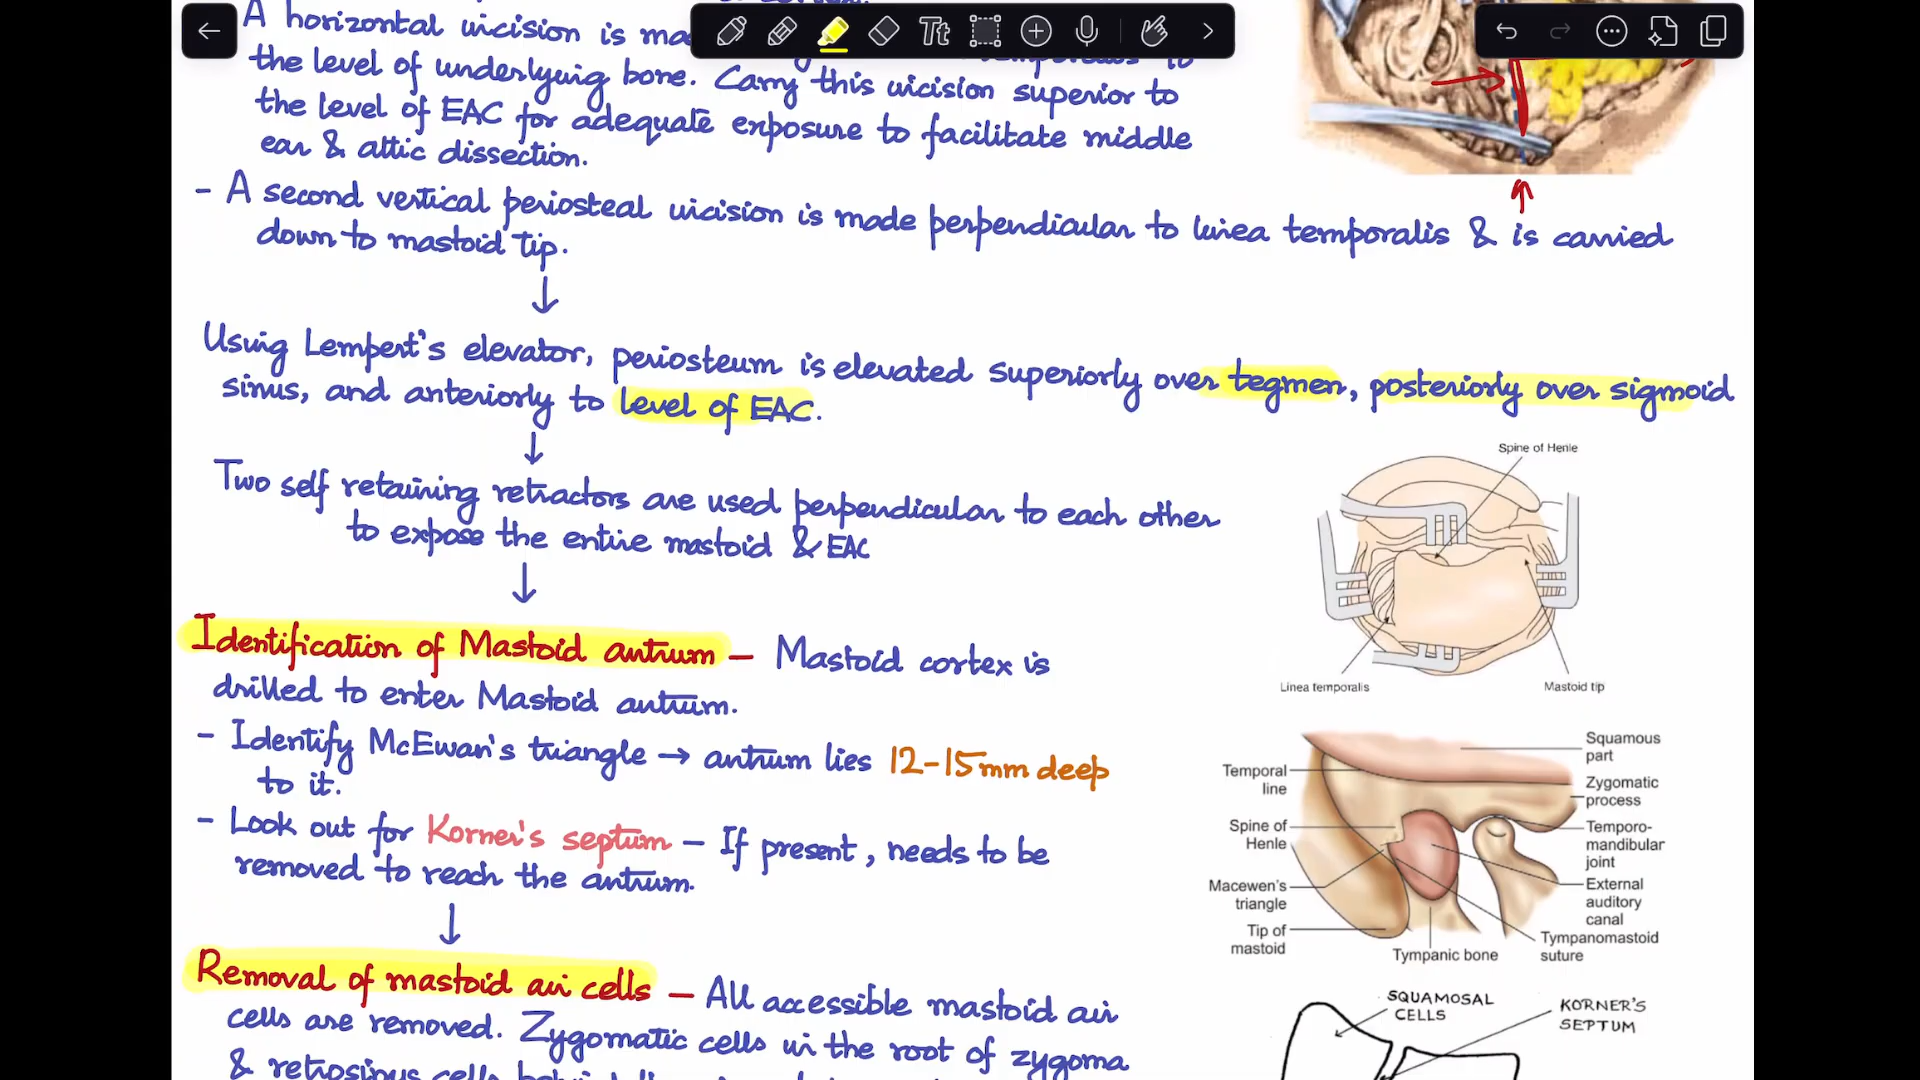 A horizontal incision is ma
the level of underlying bone. Carry this incision superior to
the level of EAC for adequate exposure to facilitate middle
ear & attic dissection.
- A second vertical periosteal incision is made perpendicular to linea temporalis & is carried
down to mastoid tip.
↓
Using Lempert's elevator, periosteum is elevated superiorly over tegmen, posteriorly over sigmoid
sinus, and anteriorly to level of EAC.
↓
Two self retaining retractors are used perpendicular to each other
to expose the entire mastoid & EAC
↓
Identification of Mastoid antrum – Mastoid cortex is
drilled to enter Mastoid antrum.
- Identify McEwan's triangle → antrum lies 12-15mm deep
to it.
- Look out for Korner's septum – If present, needs to be
removed to reach the antrum.
↓
Removal of mastoid air cells – All accessible mastoid air
cells are removed. Zygomatic cells in the root of zygoma
& retrosinus cells
Tt
Spine of Henle
Linea temporalis
Mastoid tip
Squamous
part
Temporal
line
Zygomatic
process
Spine of
Henle
Temporo-
mandibular
joint
Macewen's
triangle
External
auditory
canal
Tip of
mastoid
Tympanic bone
Tympanomastoid
suture
SQUAMOSAL
CELLS
KORNER'S
SEPTUM